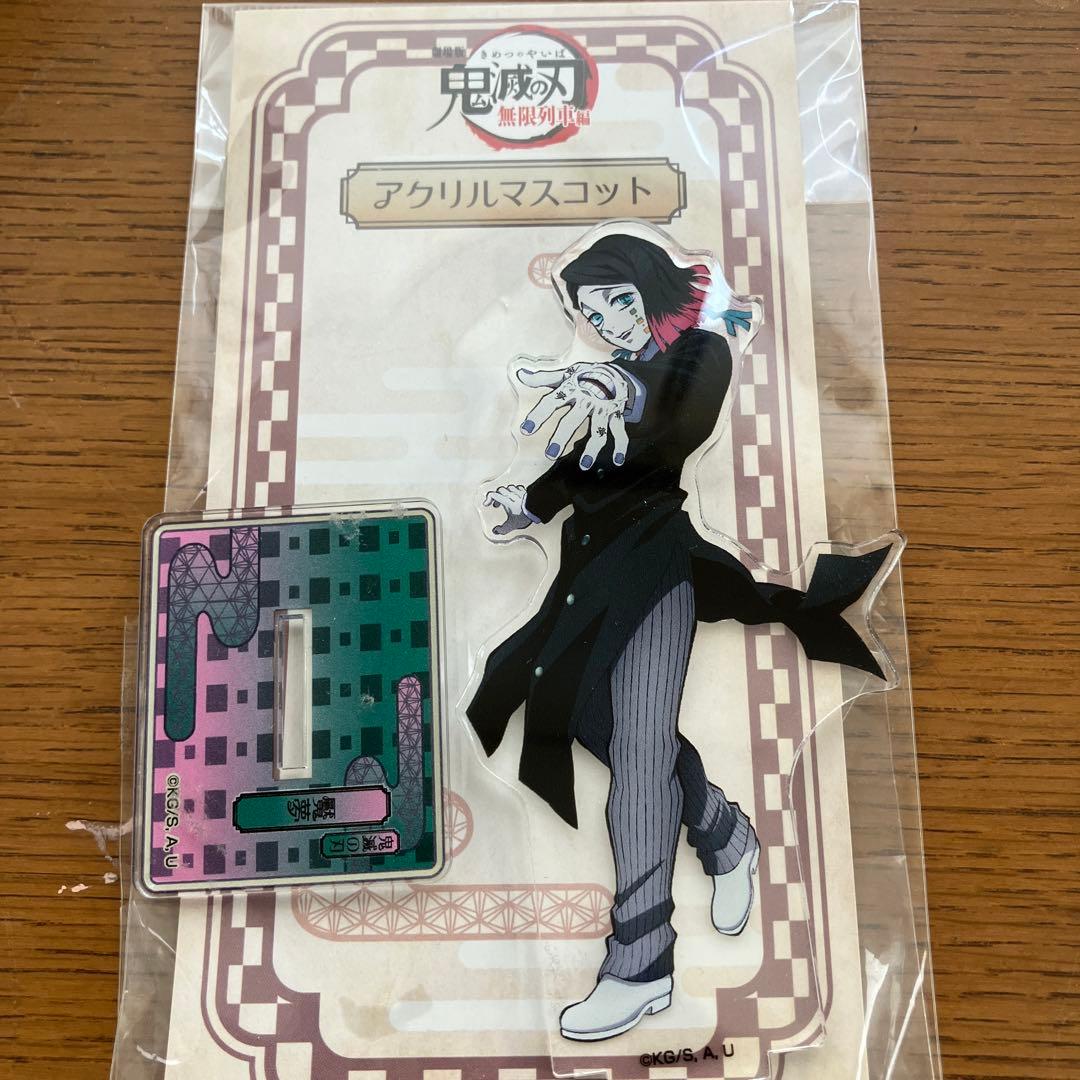 劇場版
きめつのやいば
鬼滅の刃
無限列車編
アクリルマスコット
夢
魘夢
鬼滅の刃
©KG/S, A, U
©KG/S, A, U